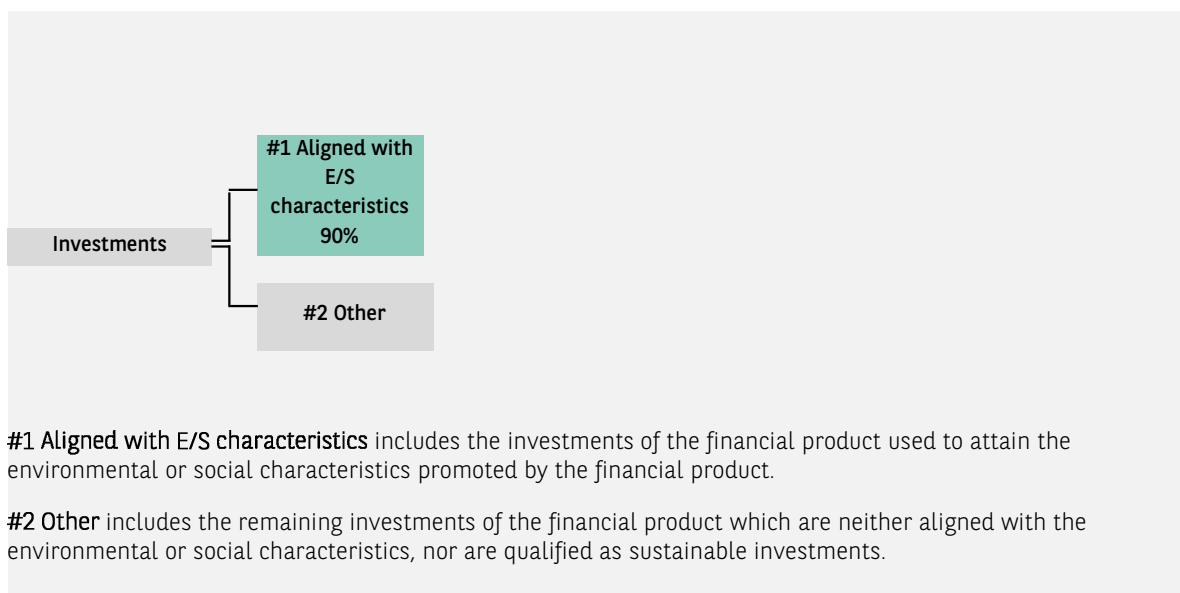 #1 Aligned with
E/S
characteristics
90%
Investments
#2 Other
#1 Aligned with E/S characteristics includes the investments of the financial product used to attain the
environmental or social characteristics promoted by the financial product.
#2 Other includes the remaining investments of the financial product which are neither aligned with the
environmental or social characteristics, nor are qualified as sustainable investments.